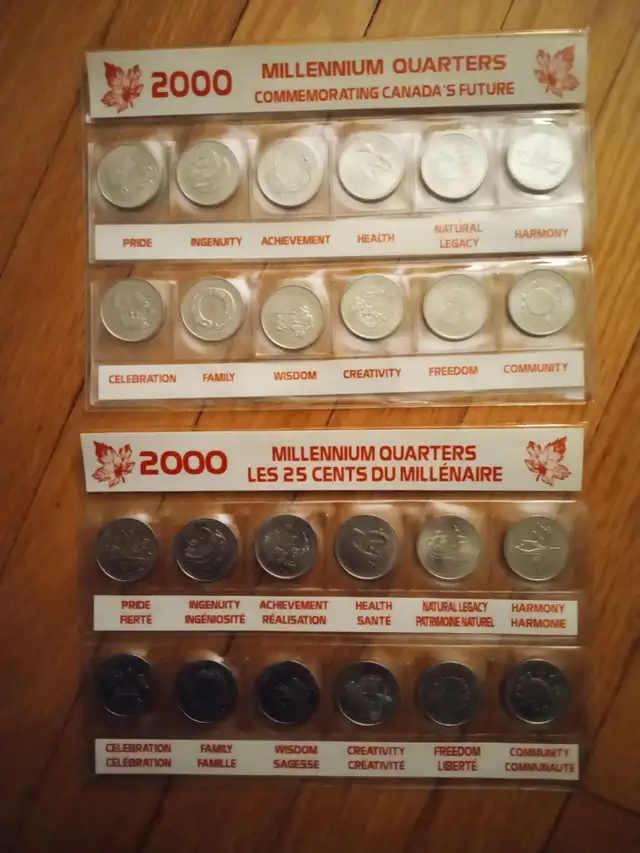 2000 MILLENNIUM QUARTERS
COMMEMORATING CANADA'S FUTURE
PRIDE INGENUITY ACHIEVEMENT HEALTH NATURAL LEGACY HARMONY
CELEBRATION FAMILY WISDOM CREATIVITY FREEDOM COMMUNITY
2000 MILLENNIUM QUARTERS
LES 25 CENTS DU MILLÉNAIRE
PRIDE INGENUITY ACHIEVEMENT HEALTH NATURAL LEGACY HARMONY
FIERTÉ INGÉNIOSITÉ RÉALISATION SANTÉ PATRIMOINE NATUREL HARMONIE
CELEBRATION FAMILY WISDOM CREATIVITY FREEDOM COMMUNITY
CÉLÉBRATION FAMILLE SAGESSE CREATIVITÉ LIBERTÉ COMMUNAUTE